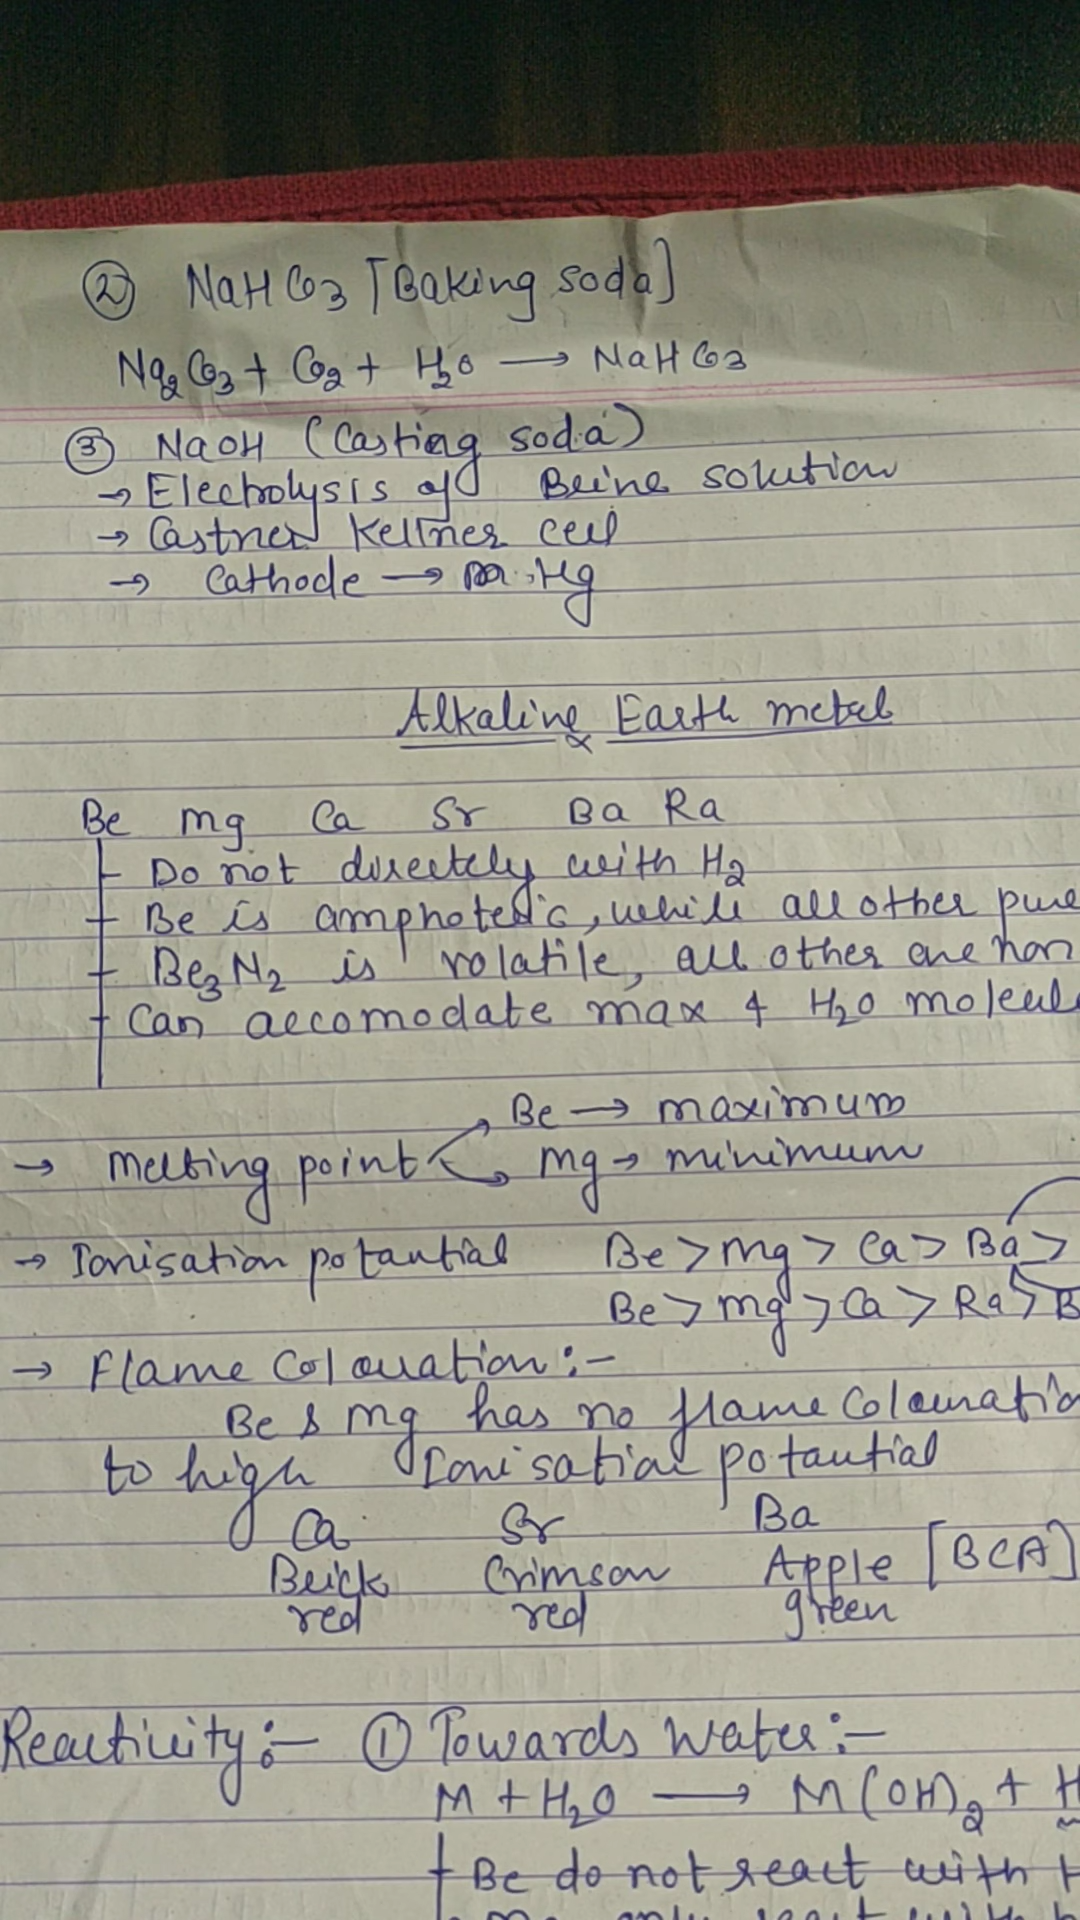 ② NaHCO3 [Baking soda]
Na2CO3 + CO2 + H2O → NaHCO3
③ NaOH (Casting soda)
→ Electrolysis of Brine solution
→ Castner Kellner cell
→ Cathode → Hg
Alkaline Earth metal
Be Mg Ca Sr Ba Ra
Do not directely with H2
Be is amphoteric, while all other pure
Be3N2 is volatile, all other are non
Can accomodate max 4 H2O
Be → maximum
→ Melting point
Mg → minimum
→ Ionisation potantial Be > Mg > Ca > Ba >
Be > Mg > Ca > Ra > B
→ Flame Colouration :-
Be & Mg has no flame
to high Ionisation potantial
Ca Sr Ba
Brick Crimson Apple [BCA]
red red green
Reactivity :- ① Towards Water :-
M + H2O → M(OH)2 + H
Be do not react with H